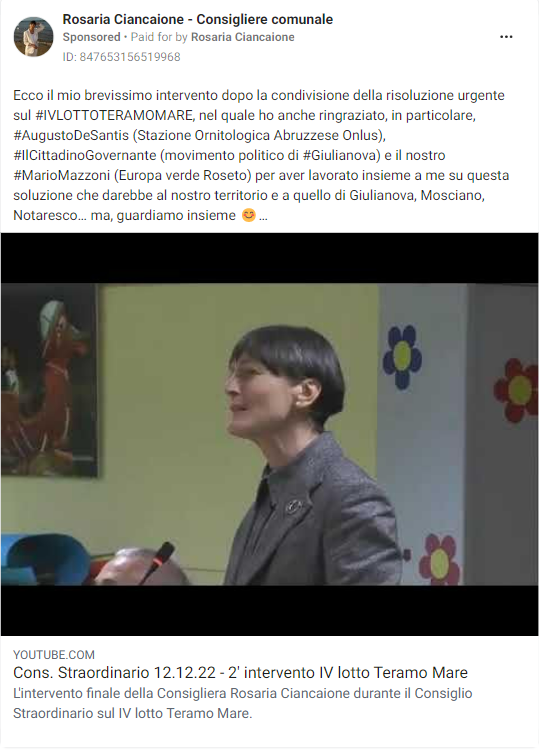 Rosaria Ciancaione - Consigliere comunale
Sponsored • Paid for by Rosaria Ciancaione
ID: 847653156519968
Ecco il mio brevissimo intervento dopo la condivisione della risoluzione urgente
sul #IVLOTTOTERAMOMARE, nel quale ho anche ringraziato, in particolare,
#AugustoDeSantis (Stazione Ornitologica Abruzzese Onlus),
#IlCittadinoGovernante (movimento politico di #Giulianova) e il nostro
#MarioMazzoni (Europa verde Roseto) per aver lavorato insieme a me su questa
soluzione che darebbe al nostro territorio e a quello di Giulianova, Mosciano,
Notaresco... ma, guardiamo insieme 😊 ...
YOUTUBE.COM
Cons. Straordinario 12.12.22 - 2' intervento IV lotto Teramo Mare
L'intervento finale della Consigliera Rosaria Ciancaione durante il Consiglio
Straordinario sul IV lotto Teramo Mare.